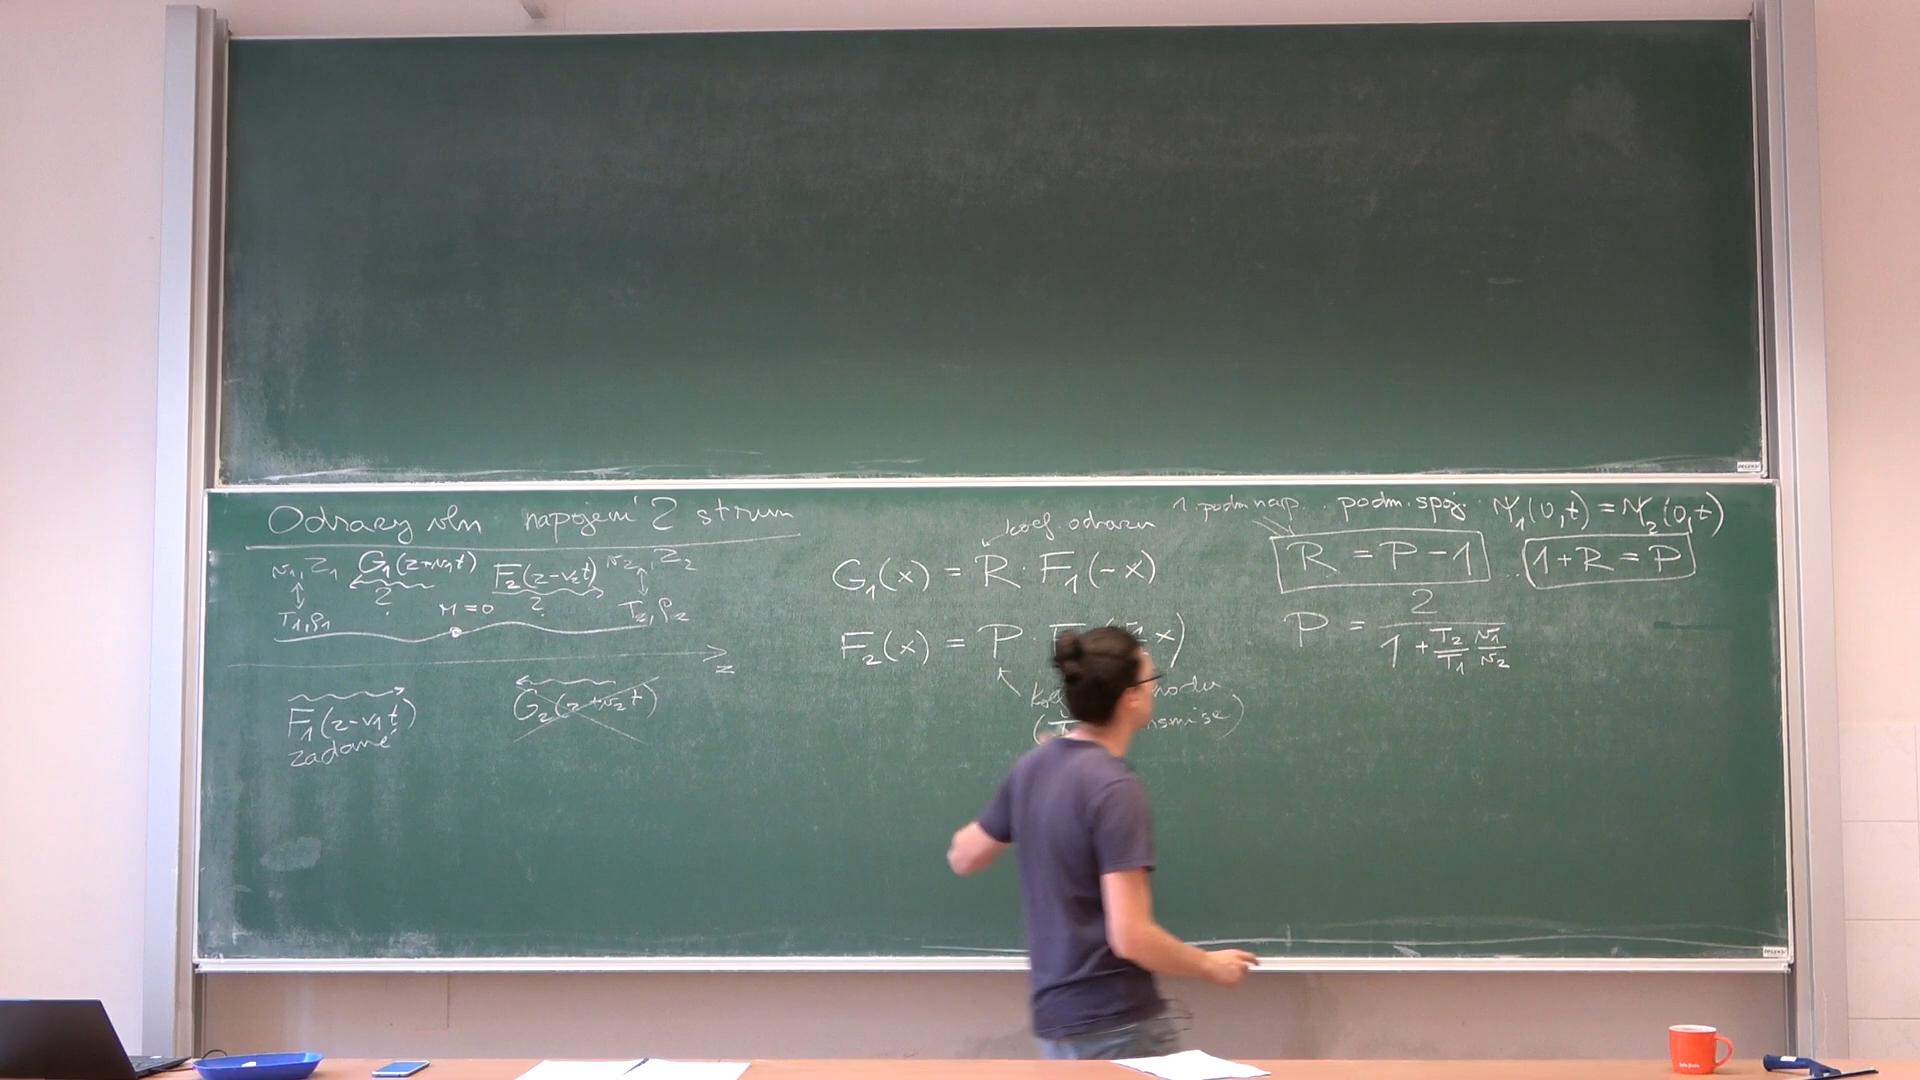 Odrazy vln napojení 2 strun
v₁, Z₁ G₁(z+v₁t) F₂(z-v₂t) v₂, Z₂
? M=0 ?
T₁, ρ₁ T₂, ρ₂
z
F₁(z-v₁t) G₂(z+v₂t)
zadané
koef. odrazu
G₁(x) = R · F₁(-x)
F₂(x) = P · x)
1. podm. nap. podm. spoj. ψ₁(0,t) = ψ₂(0,t)
R = P - 1 1 + R = P
P = 2 / (1 + T₂/T₁ v₁/v₂)